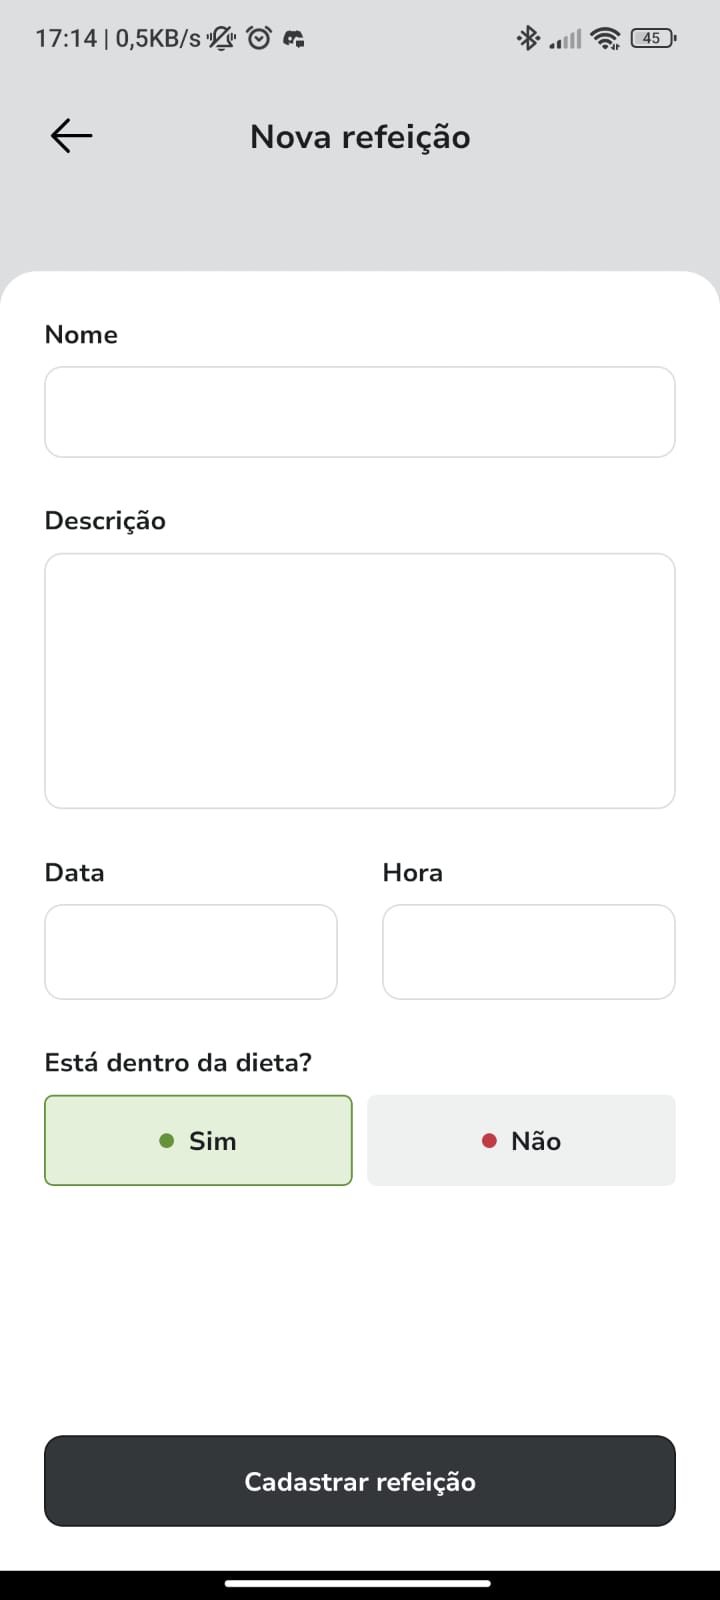 17:14 | 0,5KB/s 45
Nova refeição
Nome
Descrição
Data Hora
Está dentro da dieta?
Sim Não
Cadastrar refeição